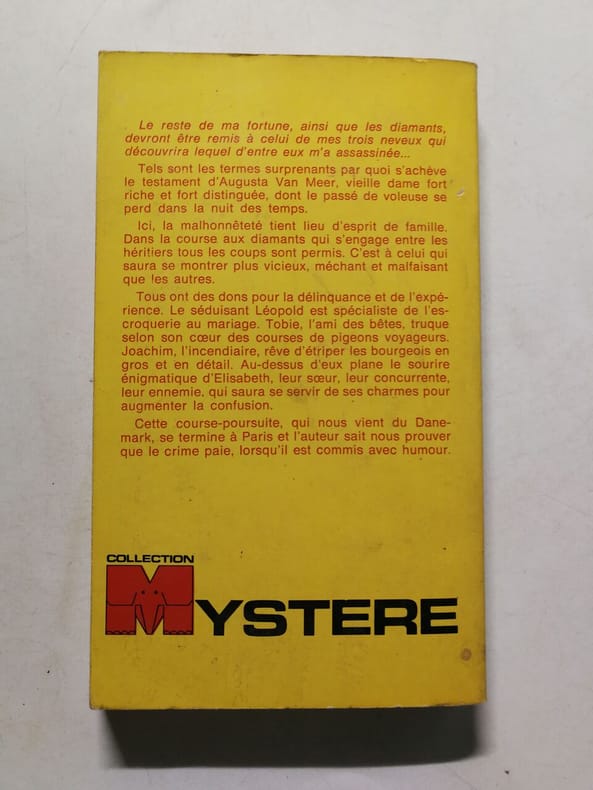 Le reste de ma fortune, ainsi que les diamants,
devront être remis à celui de mes trois neveux qui
découvrira lequel d'entre eux m'a assassinée...
Tels sont les termes surprenants par quoi s'achève
le testament d'Augusta Van Meer, vieille dame fort
riche et fort distinguée, dont le passé de voleuse se
perd dans la nuit des temps.
Ici, la malhonnêteté tient lieu d'esprit de famille.
Dans la course aux diamants qui s'engage entre les
héritiers tous les coups sont permis. C'est à celui qui
saura se montrer plus vicieux, méchant et malfaisant
que les autres.
Tous ont des dons pour la délinquance et de l'expé-
rience. Le séduisant Léopold est spécialiste de l'es-
croquerie au mariage. Tobie, l'ami des bêtes, truque
selon son cœur des courses de pigeons voyageurs.
Joachim, l'incendiaire, rêve d'étriper les bourgeois en
gros et en détail. Au-dessus d'eux plane le sourire
énigmatique d'Elisabeth, leur sœur, leur concurrente,
leur ennemie, qui saura se servir de ses charmes pour
augmenter la confusion.
Cette course-poursuite, qui nous vient du Dane-
mark, se termine à Paris et l'auteur sait nous prouver
que le crime paie, lorsqu'il est commis avec humour.
COLLECTION
MYSTERE